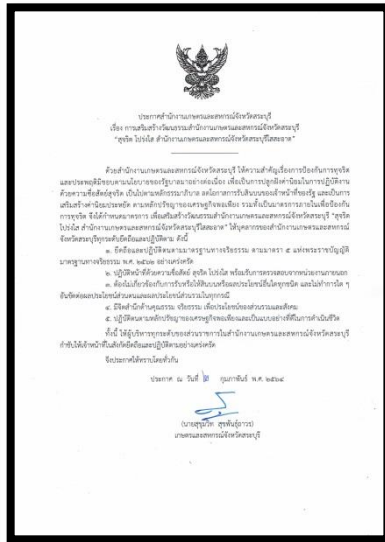 ประกาศสำนักงานเกษตรและสหกรณ์จังหวัดสระบุรี
เรื่อง การเสริมสร้างวัฒนธรรมสำนักงานเกษตรและสหกรณ์จังหวัดสระบุรี
“สุจริต โปร่งใส สำนักงานเกษตรและสหกรณ์จังหวัดสระบุรีใสสะอาด”
ด้วยสำนักงานเกษตรและสหกรณ์จังหวัดสระบุรี ให้ความสำคัญเรื่องการป้องกันการทุจริต
และประพฤติมิชอบตามนโยบายของรัฐบาลมาอย่างต่อเนื่อง เพื่อเป็นการปลูกฝังค่านิยมในการปฏิบัติงาน
ด้วยความซื่อสัตย์สุจริต เป็นไปตามหลักธรรมาภิบาล ลดโอกาสการรับสินบนของเจ้าหน้าที่ของรัฐ และเป็นการ
เสริมสร้างค่านิยมประหยัด ตามหลักปรัชญาของเศรษฐกิจพอเพียง รวมทั้งเป็นมาตรการภายในเพื่อป้องกัน
การทุจริต จึงได้กำหนดมาตรการ เพื่อเสริมสร้างวัฒนธรรมสำนักงานเกษตรและสหกรณ์จังหวัดสระบุรี “สุจริต
โปร่งใส สำนักงานเกษตรและสหกรณ์จังหวัดสระบุรีใสสะอาด” ให้บุคลากรของสำนักงานเกษตรและสหกรณ์
จังหวัดสระบุรีทุกระดับยึดถือและปฏิบัติตาม ดังนี้
๑. ยึดถือและปฏิบัติตนตามมาตรฐานทางจริยธรรม ตามมาตรา ๕ แห่งพระราชบัญญัติ
มาตรฐานทางจริยธรรม พ.ศ. ๒๕๖๒ อย่างเคร่งครัด
๒. ปฏิบัติหน้าที่ด้วยความซื่อสัตย์ สุจริต โปร่งใส พร้อมรับการตรวจสอบจากหน่วยงานภายนอก
๓. ต้องไม่เกี่ยวข้องกับการรับหรือให้สินบนหรือผลประโยชน์อื่นใดทุกชนิด และไม่ทำการใด ๆ
อันขัดต่อผลประโยชน์ส่วนตนและผลประโยชน์ส่วนรวมในทุกกรณี
๔. มีจิตสำนึกด้านคุณธรรม จริยธรรม เพื่อประโยชน์ของส่วนรวมและสังคม
๕. ปฏิบัติตนตามหลักปรัชญาของเศรษฐกิจพอเพียงและเป็นแบบอย่างที่ดีในการดำเนินชีวิต
ทั้งนี้ ให้ผู้บริหารทุกระดับของส่วนราชการในสำนักงานเกษตรและสหกรณ์จังหวัดสระบุรี
กำชับให้เจ้าหน้าที่ในสังกัดยึดถือและปฏิบัติตามอย่างเคร่งครัด
จึงประกาศให้ทราบโดยทั่วกัน
ประกาศ ณ วันที่ กุมภาพันธ์ พ.ศ. ๒๕๖๔
(นายสุขุมวิท สุขพันธุ์ถาวร)
เกษตรและสหกรณ์จังหวัดสระบุรี